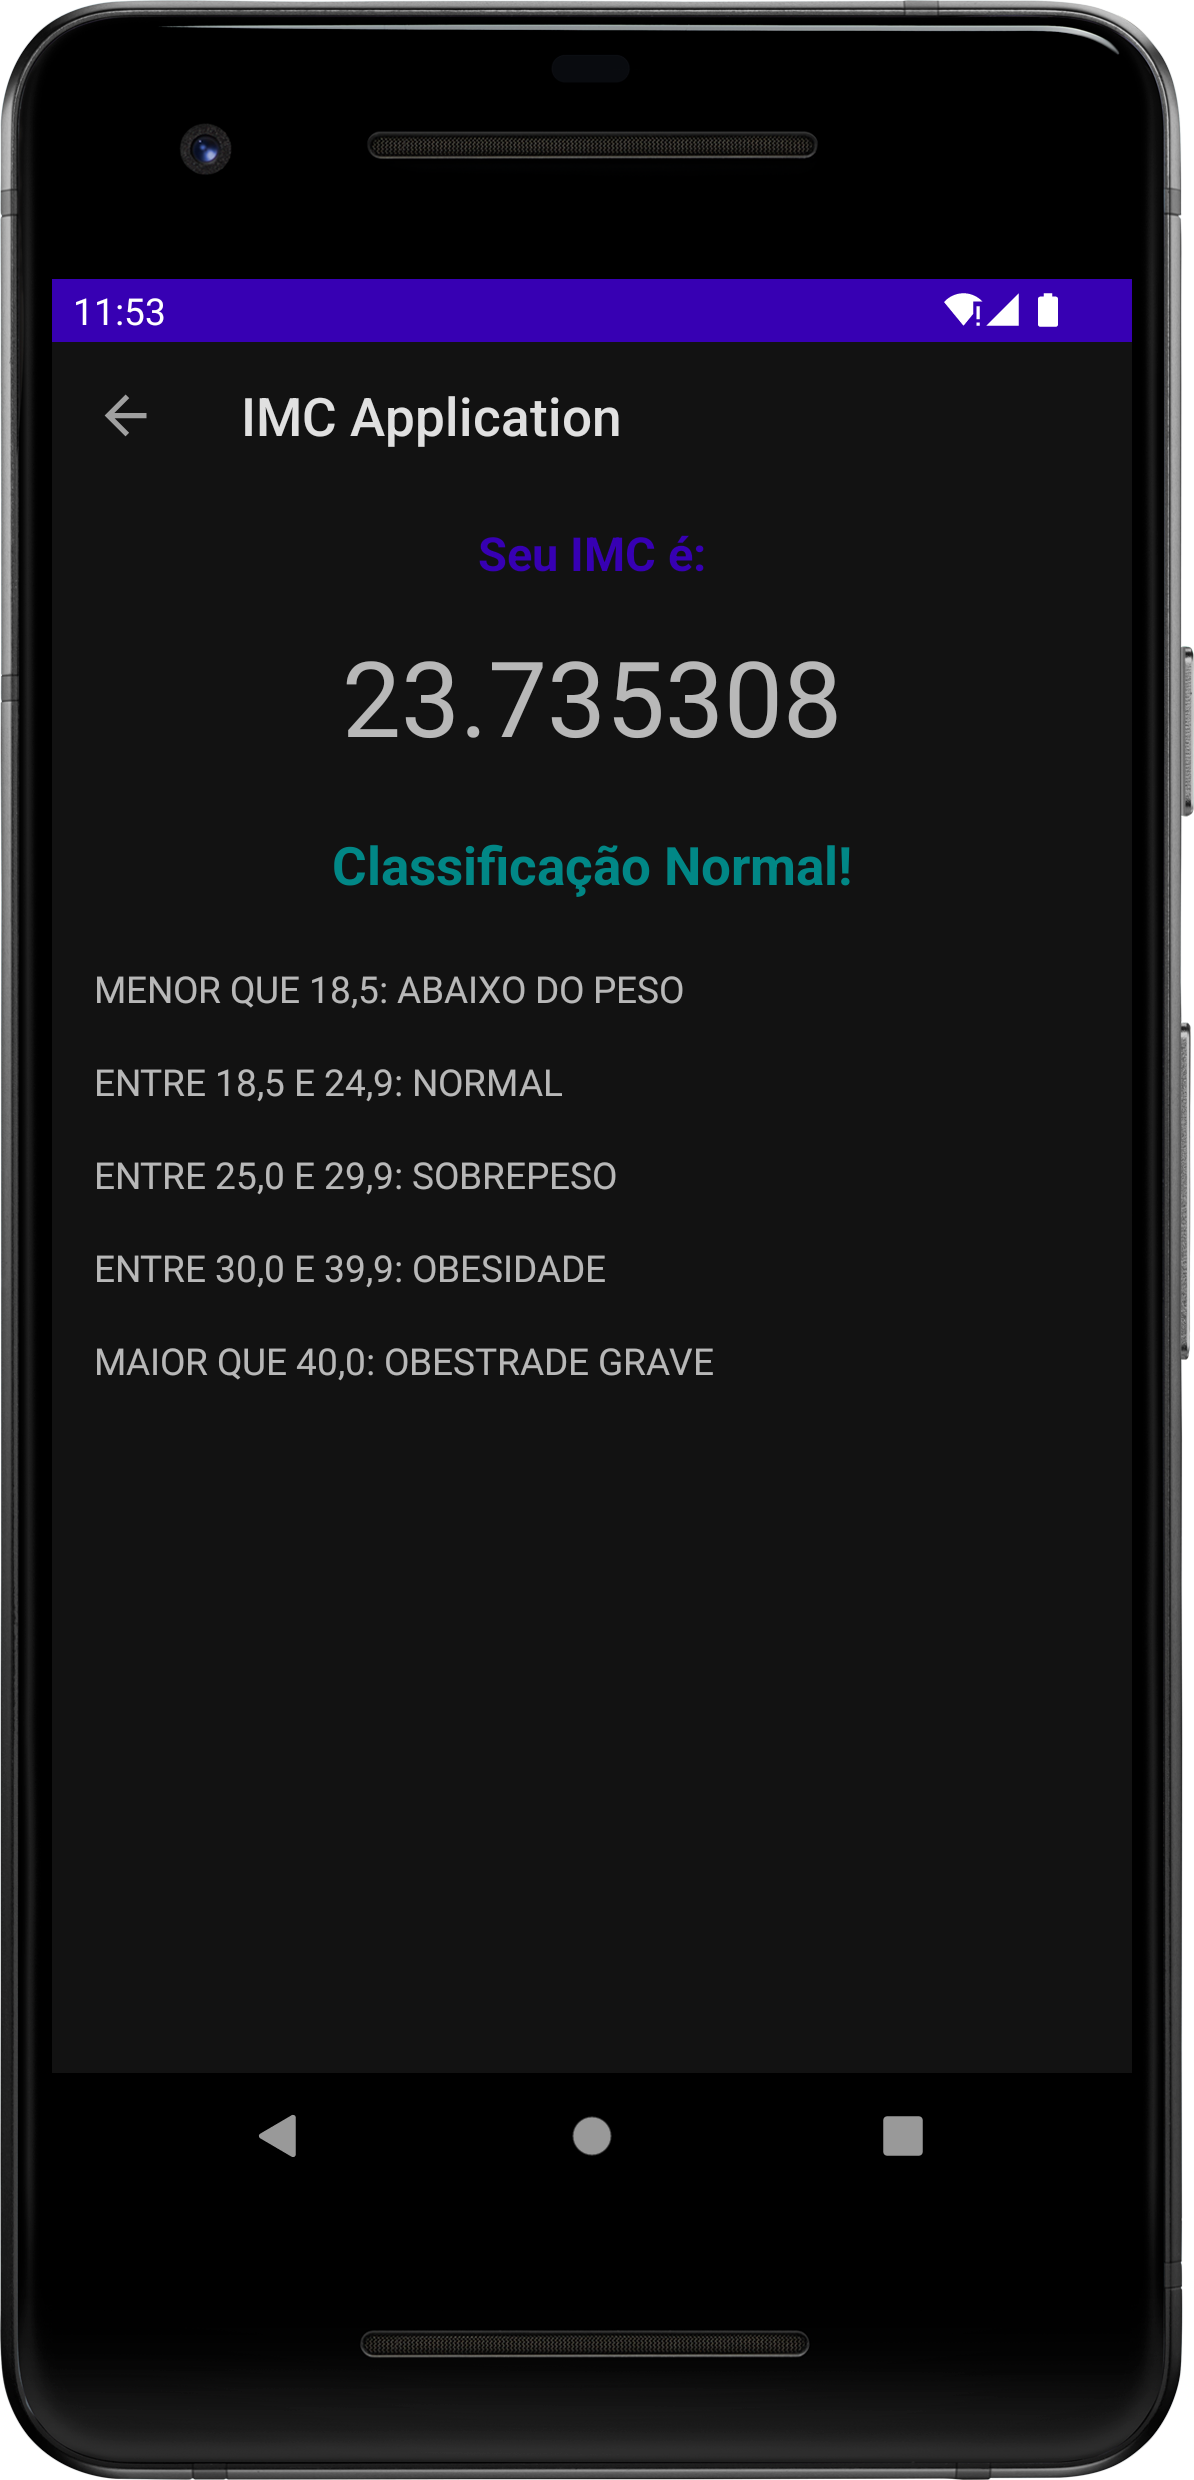 11:53
IMC Application
Seu IMC é:
23.735308
Classificação Normal!
MENOR QUE 18,5: ABAIXO DO PESO
ENTRE 18,5 E 24,9: NORMAL
ENTRE 25,0 E 29,9: SOBREPESO
ENTRE 30,0 E 39,9: OBESIDADE
MAIOR QUE 40,0: OBESTRADE GRAVE